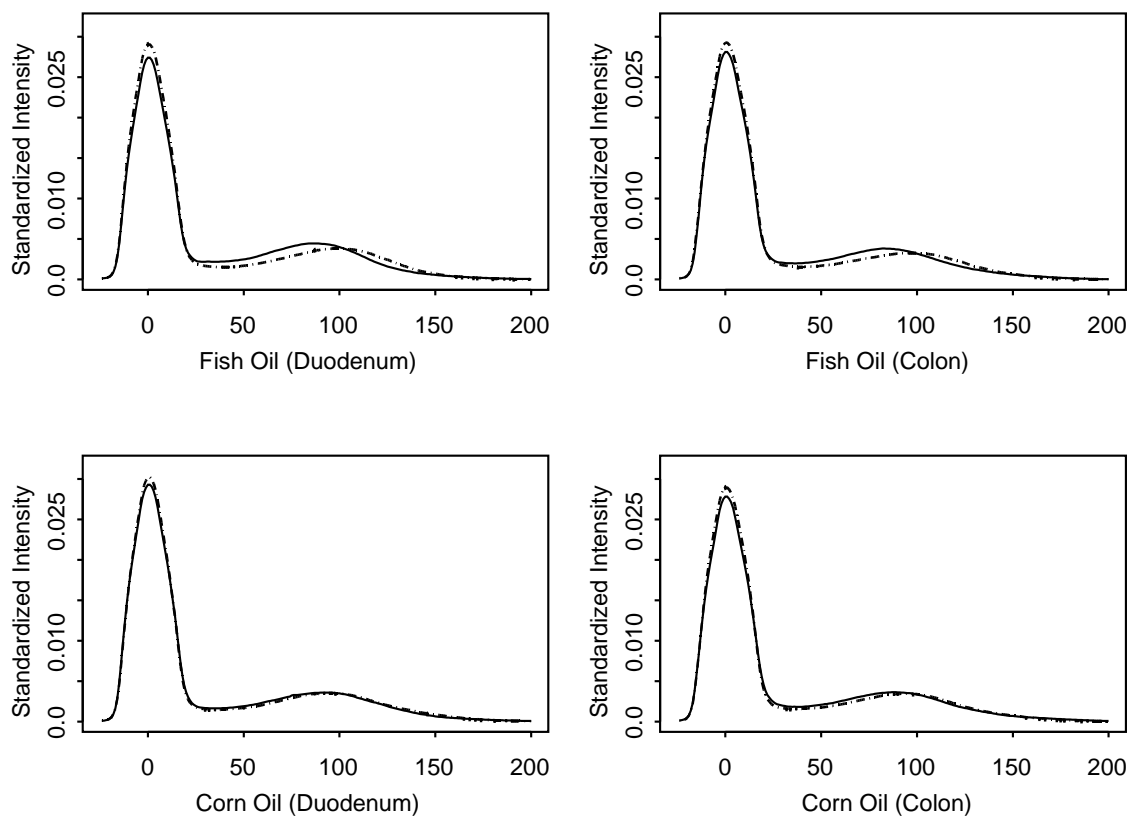 Standardized Intensity
0.0 0.010 0.025
0 50 100 150 200
Fish Oil (Duodenum)
Standardized Intensity
0.0 0.010 0.025
0 50 100 150 200
Fish Oil (Colon)
Standardized Intensity
0.0 0.010 0.025
0 50 100 150 200
Corn Oil (Duodenum)
Standardized Intensity
0.0 0.010 0.025
0 50 100 150 200
Corn Oil (Colon)